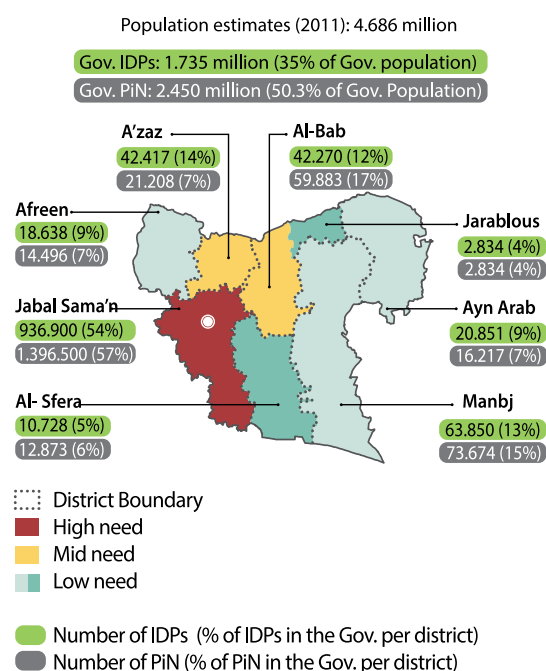 Population estimates (2011): 4.686 million
Gov. IDPs: 1.735 million (35% of Gov. population)
Gov. PiN: 2.450 million (50.3% of Gov. Population)
A'zaz
42.417 (14%)
21.208 (7%)
Al-Bab
42.270 (12%)
59.883 (17%)
Afreen
18.638 (9%)
14.496 (7%)
Jarablous
2.834 (4%)
2.834 (4%)
Jabal Sama'n
936.900 (54%)
1.396.500 (57%)
Ayn Arab
20.851 (9%)
16.217 (7%)
Al- Sfera
10.728 (5%)
12.873 (6%)
Manbj
63.850 (13%)
73.674 (15%)
District Boundary
High need
Mid need
Low need
Number of IDPs (% of IDPs in the Gov. per district)
Number of PiN (% of PiN in the Gov. per district)